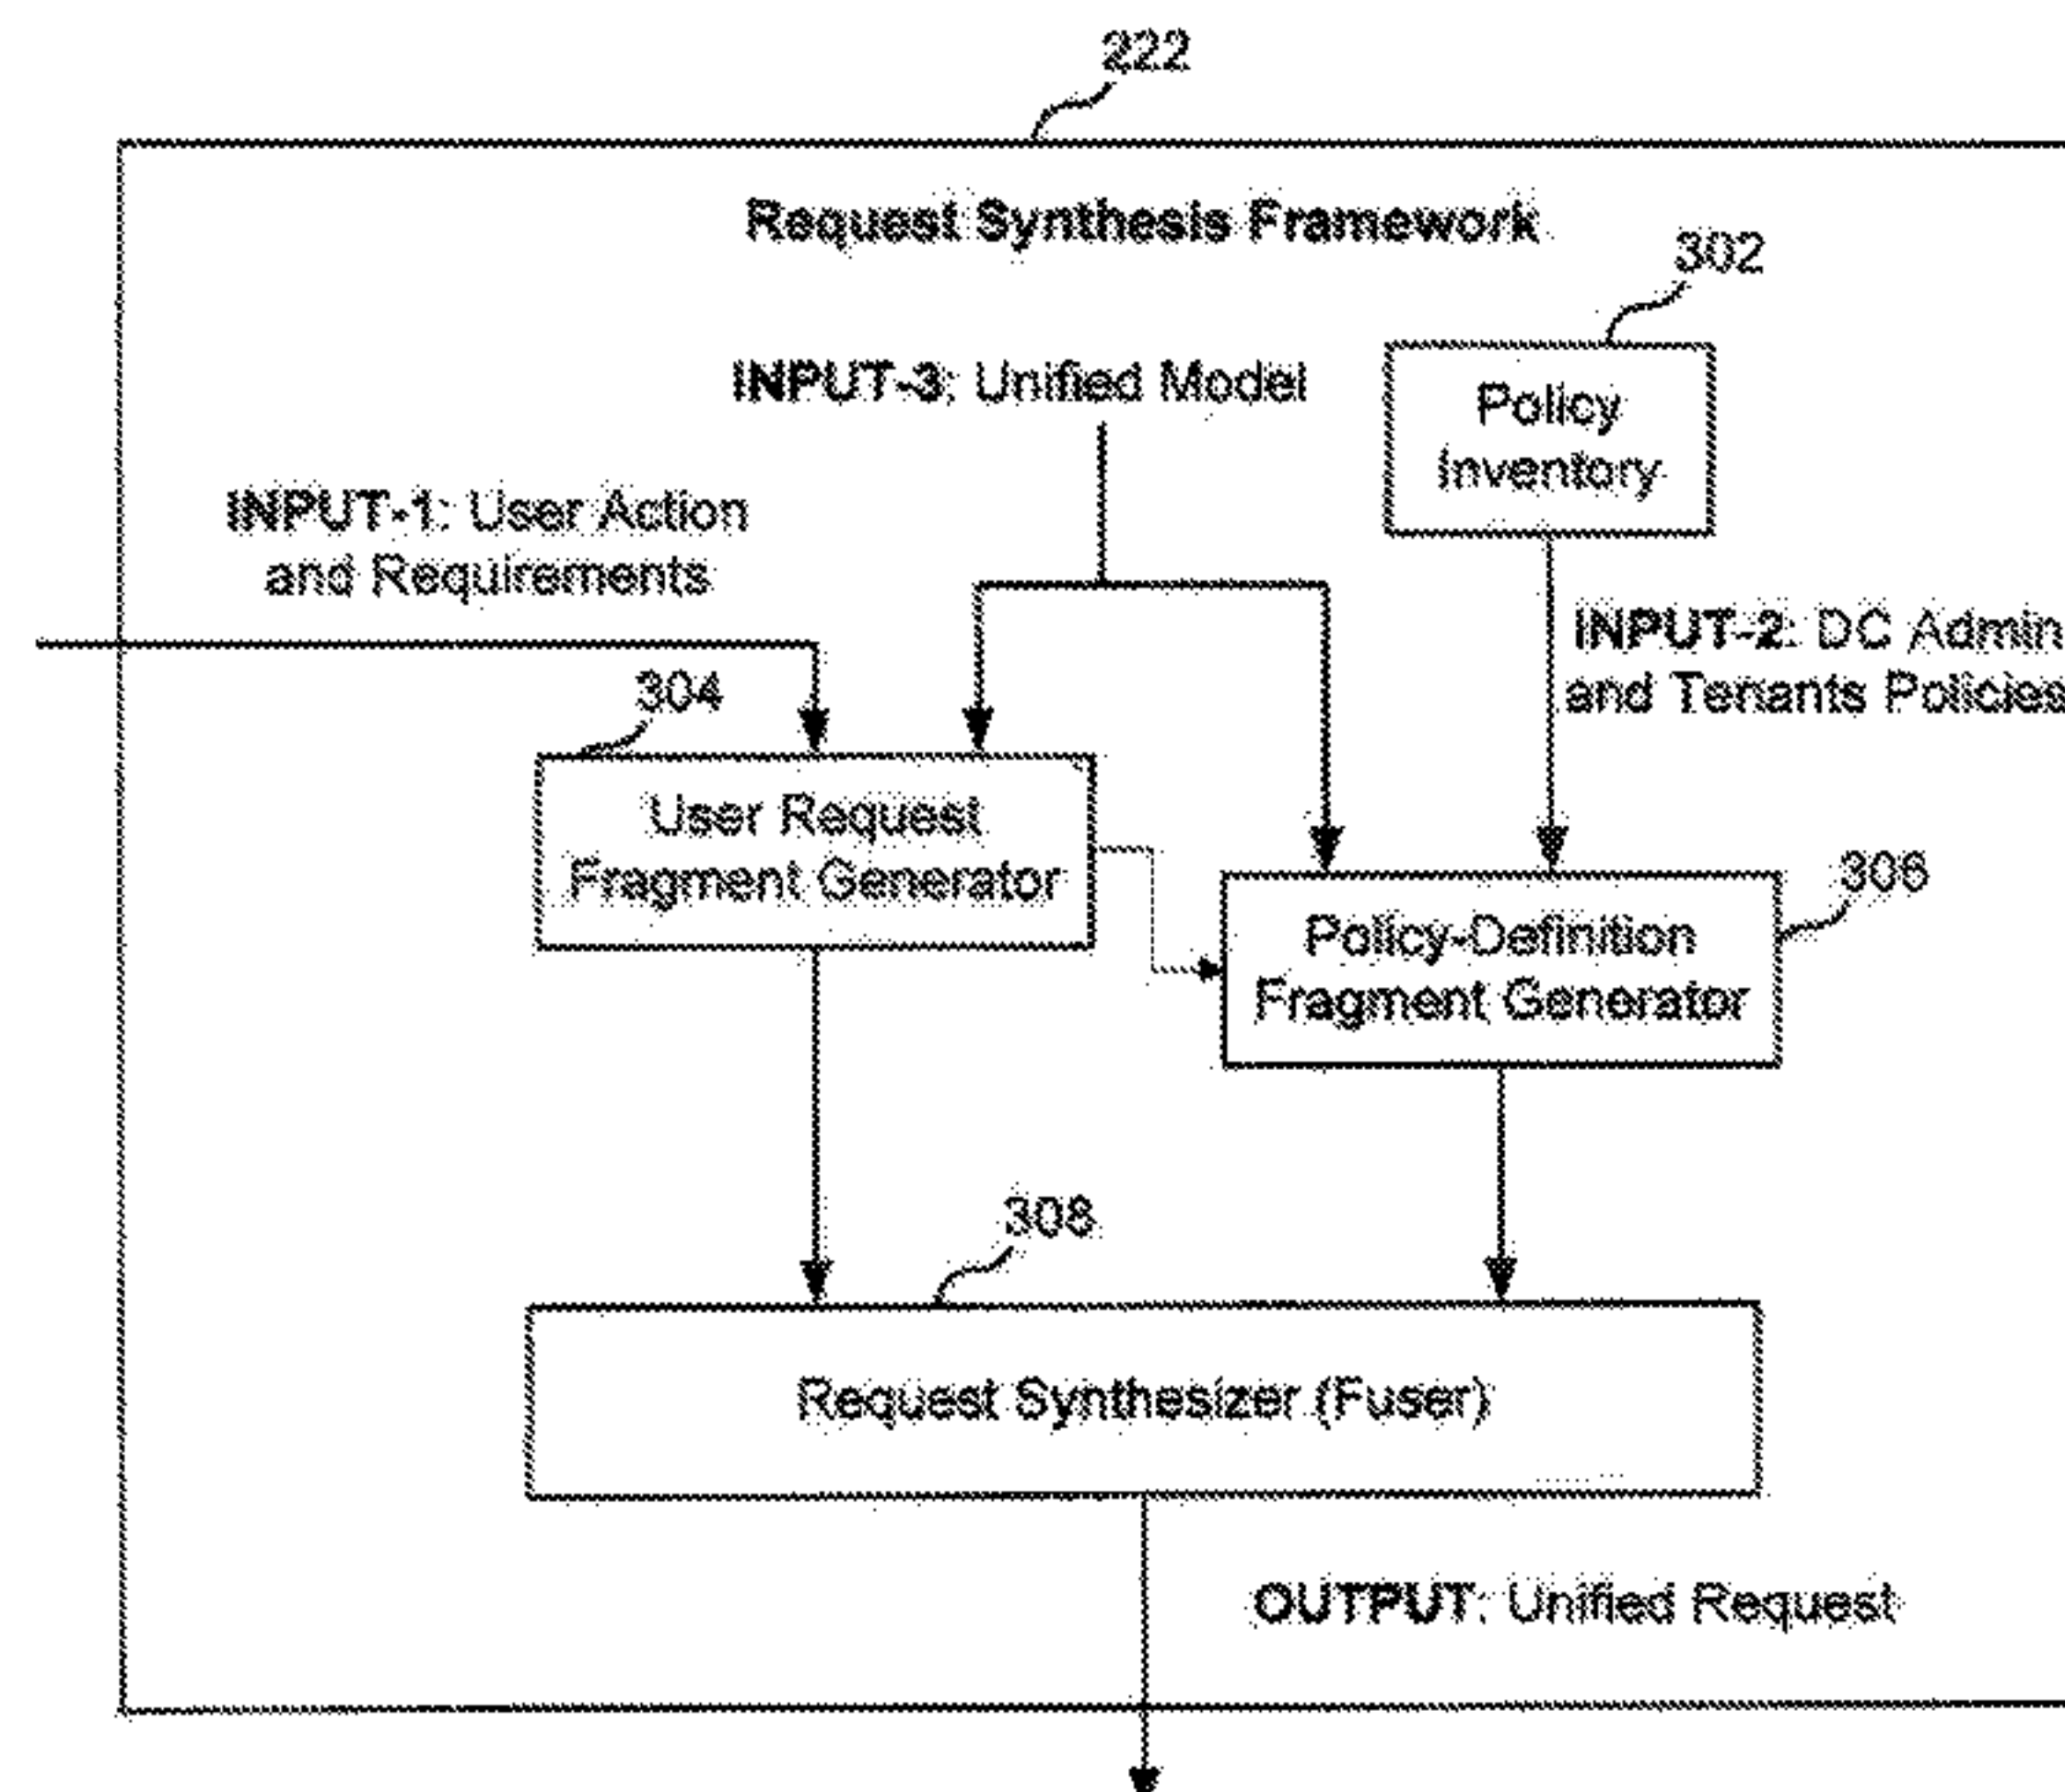 222
Request Synthesis Framework
302
INPUT-3: Unified Model
Policy
Inventory
INPUT-1: User Action
and Requirements
INPUT-2: DC Admin
and Tenants Policies
304
User Request
Fragment Generator
306
Policy-Definition
Fragment Generator
308
Request Synthesizer (Fuser)
OUTPUT: Unified Request